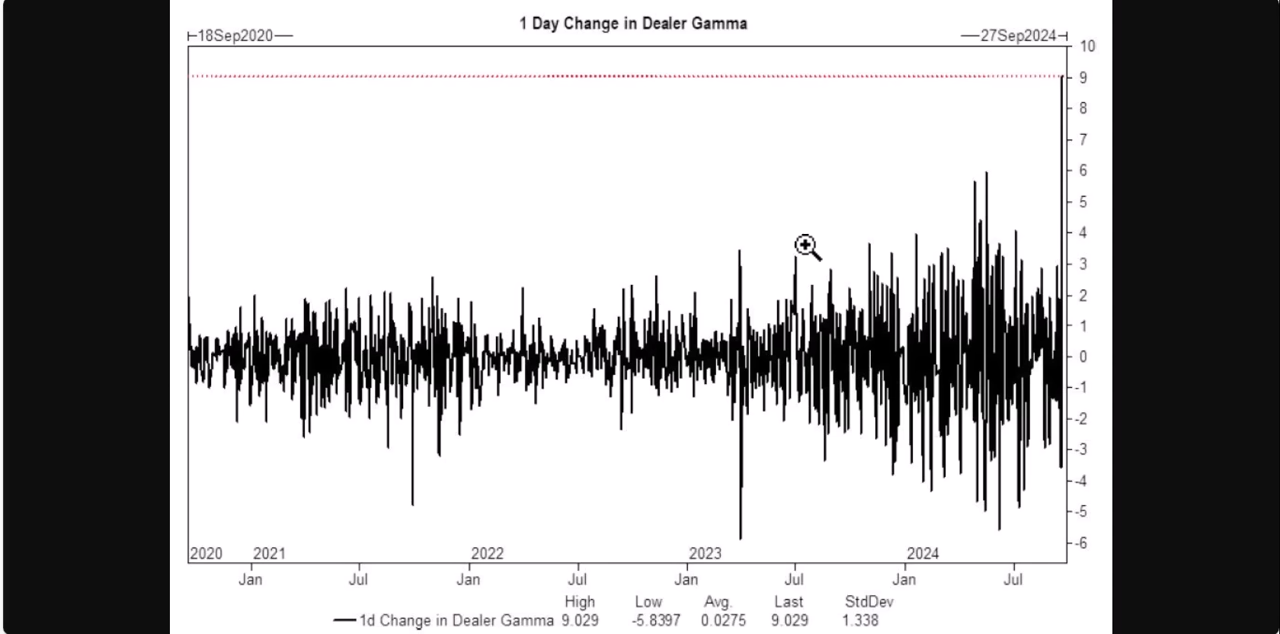 1 Day Change in Dealer Gamma
18Sep2020
27Sep2024
10
9
8
7
6
5
4
3
2
1
0
-1
-2
-3
-4
-5
-6
2020 2021 2022 2023 2024
Jan Jul Jan Jul Jan Jul Jan Jul
High Low Avg. Last StdDev
1d Change in Dealer Gamma 9.029 -5.8397 0.0275 9.029 1.338